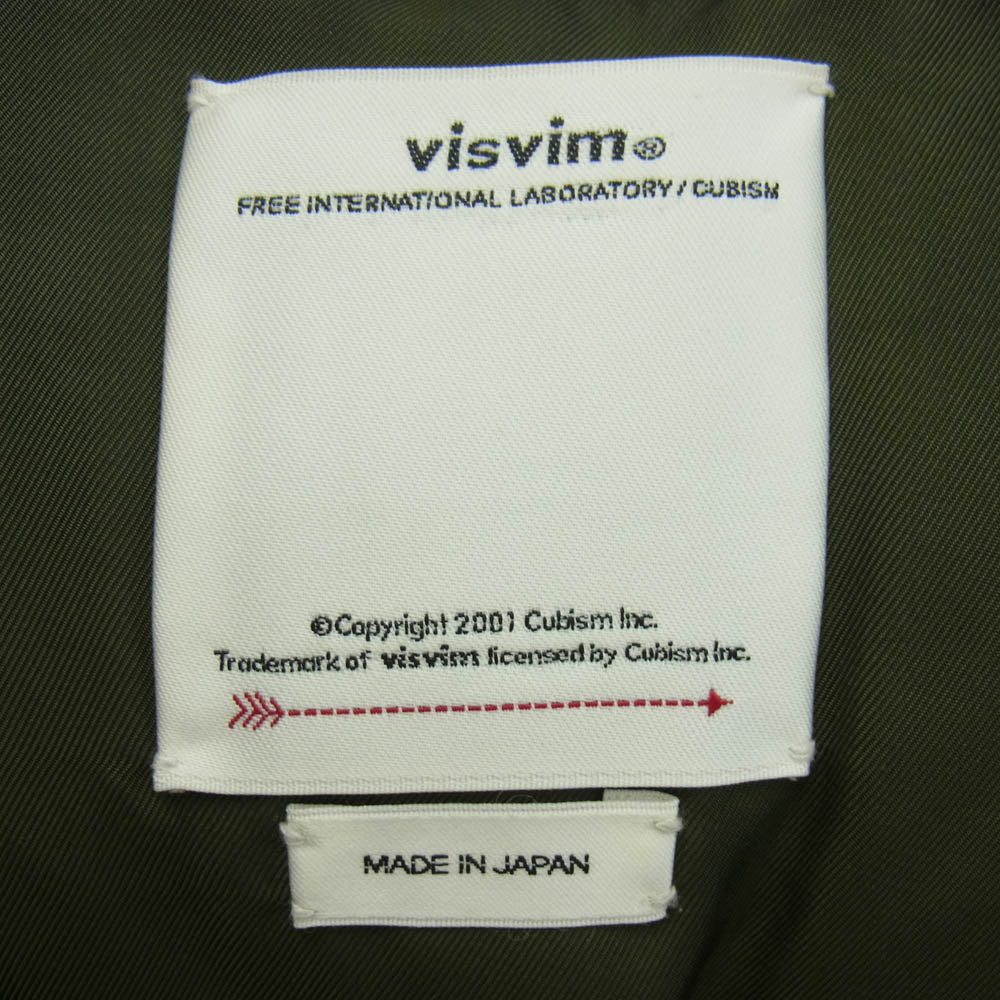 visvim®
FREE INTERNATIONAL LABORATORY / CUBISM
©Copyright 2001 Cubism Inc.
Trademark of visvim licensed by Cubism Inc.
MADE IN JAPAN